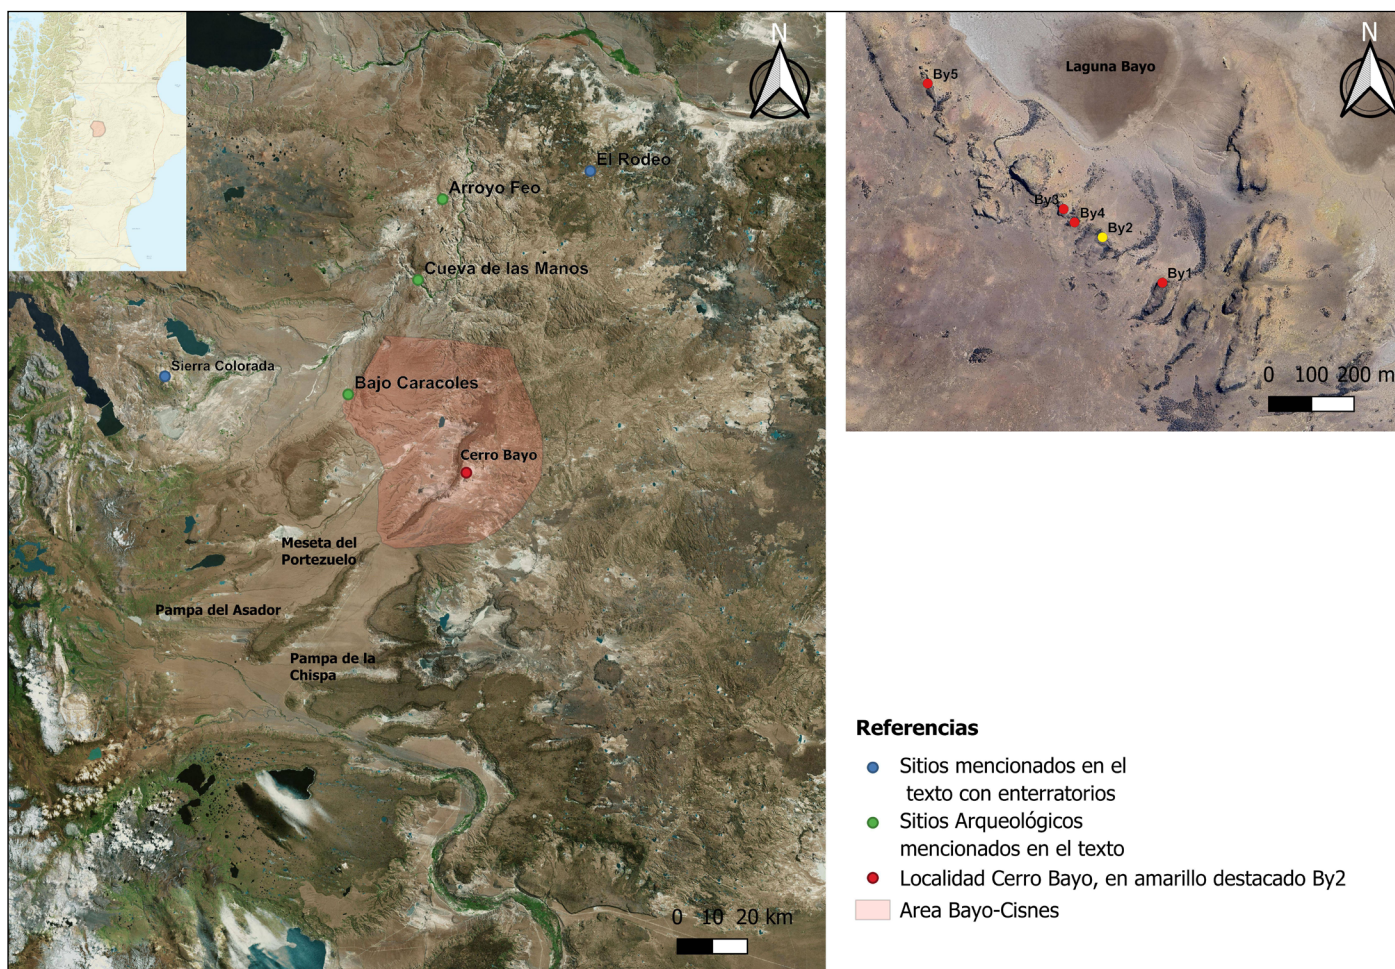 N
El Rodeo
Arroyo Feo
Cueva de las Manos
Sierra Colorada
Bajo Caracoles
Cerro Bayo
Meseta del
Portezuelo
Pampa del Asador
Pampa de la
Chispa
0 10 20 km
N
Laguna Bayo
By5
By3
By4
By2
By1
0 100 200 m
Referencias
Sitios mencionados en el
texto con enterratorios
Sitios Arqueológicos
mencionados en el texto
Localidad Cerro Bayo, en amarillo destacado By2
Area Bayo-Cisnes